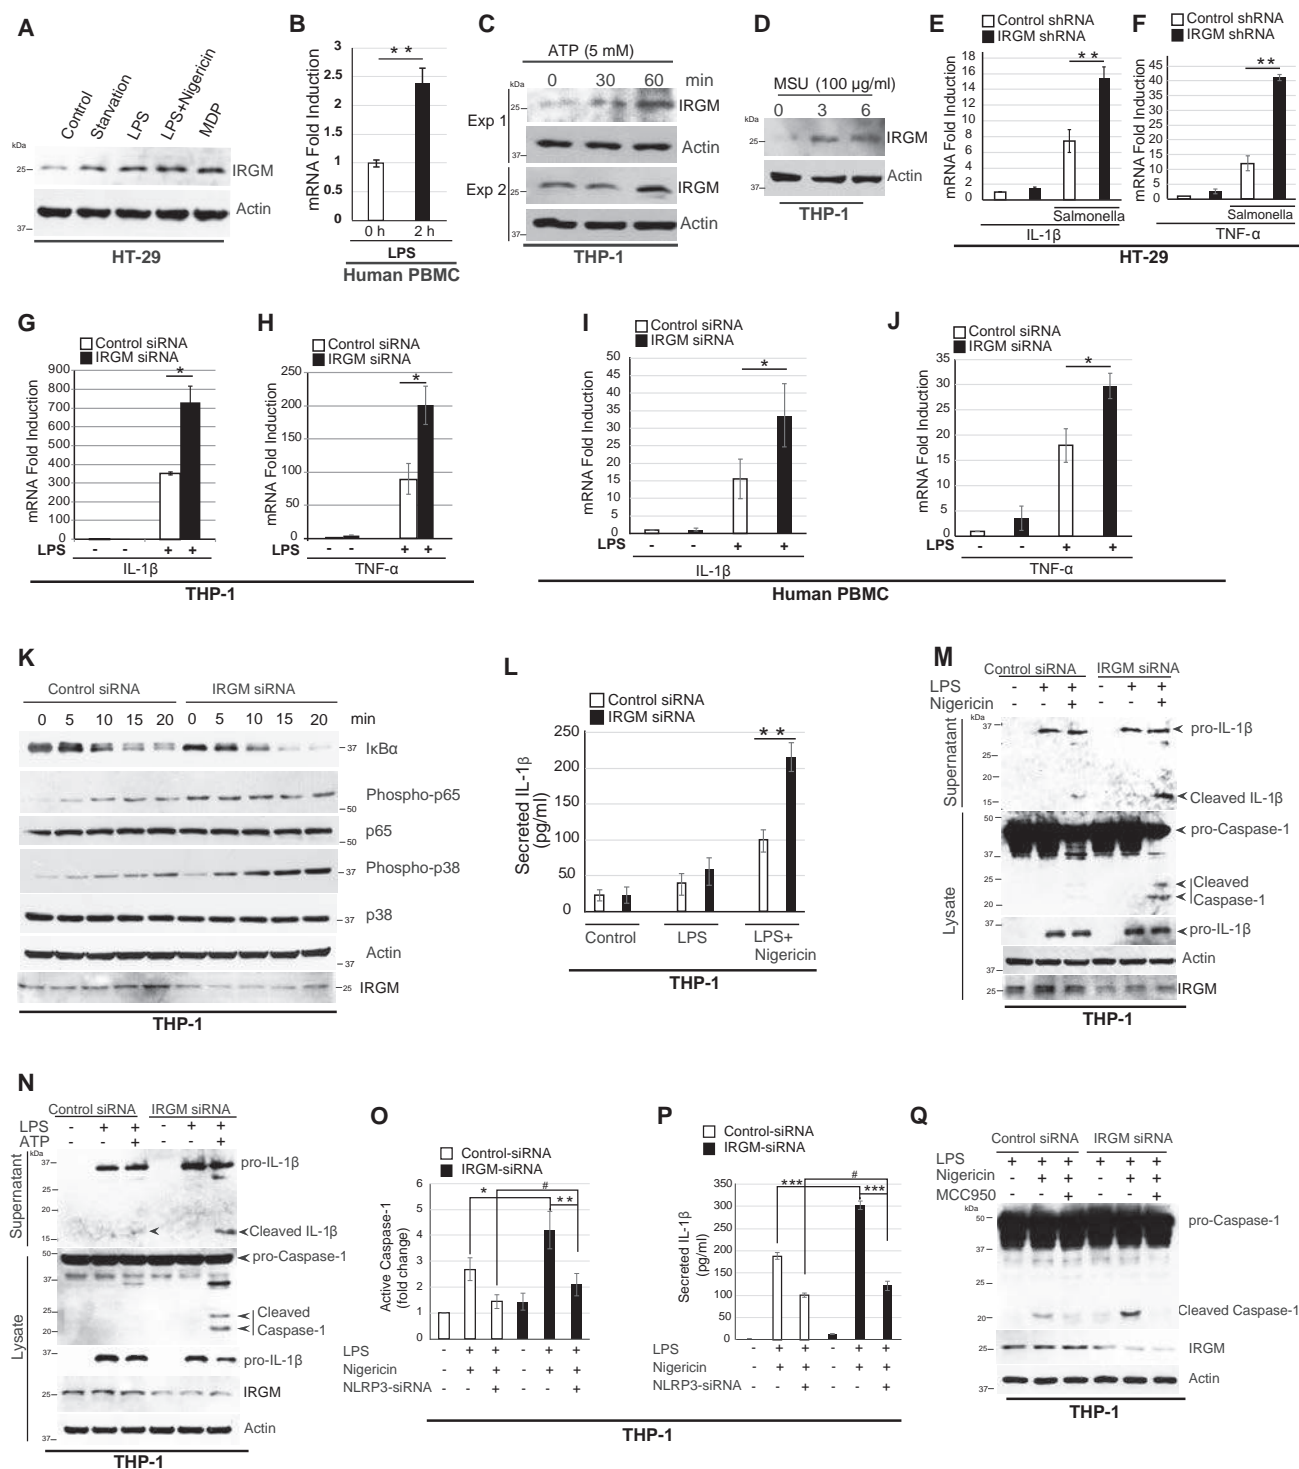 A
Control
Starvation
LPS
LPS+Nigericin
MDP
kDa
25
IRGM
Actin
37
HT-29
B
mRNA Fold Induction
3
2.5
2
1.5
1
0.5
0
* *
0 h
2 h
LPS
Human PBMC
C
ATP (5 mM)
0 30 60 min
kDa
Exp 1
25
IRGM
37
Actin
Exp 2
25
IRGM
37
Actin
THP-1
D
MSU (100 µg/ml)
0 3 6
kDa
25
IRGM
37
Actin
THP-1
E
Control shRNA
IRGM shRNA
mRNA Fold Induction
18
16
14
12
10
8
6
4
2
0
**
Salmonella
IL-1β
F
Control shRNA
IRGM shRNA
mRNA Fold Induction
45
40
35
30
25
20
15
10
5
0
**
Salmonella
TNF-α
HT-29
G
Control siRNA
IRGM siRNA
mRNA Fold Induction
900
800
700
600
500
400
300
200
100
0
*
LPS - - + +
IL-1β
H
Control siRNA
IRGM siRNA
mRNA Fold Induction
250
200
150
100
50
0
*
LPS - - + +
TNF-α
THP-1
I
Control siRNA
IRGM siRNA
mRNA Fold Induction
50
45
40
35
30
25
20
15
10
5
0
*
LPS - - + +
IL-1β
J
Control siRNA
IRGM siRNA
mRNA Fold Induction
35
30
25
20
15
10
5
0
*
LPS - - + +
TNF-α
Human PBMC
K
Control siRNA IRGM siRNA
0 5 10 15 20 0 5 10 15 20 min
37 IκBα
Phospho-p65
50
p65
50
Phospho-p38
37
37 p38
Actin
37
25 IRGM
THP-1
L
Control siRNA
IRGM siRNA
Secreted IL-1β
(pg/ml)
250
200
150
100
50
0
* *
Control
LPS
LPS+
Nigericin
THP-1
M
Control siRNA IRGM siRNA
LPS - + + - + +
Nigericin - - + - - +
kDa
Supernatant
37
pro-IL-1β
25
20
15
Cleaved IL-1β
Lysate
50
pro-Caspase-1
37
25
Cleaved
20
Caspase-1
37
pro-IL-1β
Actin
37
25
IRGM
THP-1
N
Control siRNA IRGM siRNA
LPS - + + - + +
ATP - - + - - +
kDa
Supernatant
37
pro-IL-1β
25
20
15
Cleaved IL-1β
Lysate
50
pro-Caspase-1
37
25
Cleaved
20
Caspase-1
37
pro-IL-1β
25
IRGM
37
Actin
THP-1
O
Control-siRNA
IRGM-siRNA
Active Caspase-1
(fold change)
6
5
4
3
2
1
0
*
#
* *
LPS - + + - + +
Nigericin - + + - + +
NLRP3-siRNA - - + - - +
P
Control-siRNA
IRGM-siRNA
Secreted IL-1β
(pg/ml)
350
300
250
200
150
100
50
0
***
#
***
LPS - + + - + +
Nigericin - + + - + +
NLRP3-siRNA - - + - - +
THP-1
Q
Control siRNA IRGM siRNA
LPS + + + + + +
Nigericin - + + - + +
MCC950 - - + - - +
kDa
50
pro-Caspase-1
37
25
20
Cleaved Caspase-1
25
IRGM
37
Actin
THP-1